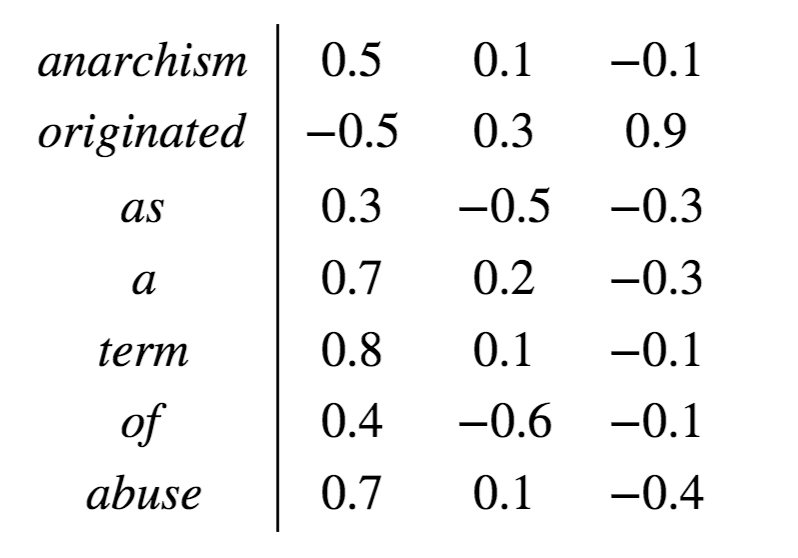 anarchism 0.5 0.1 −0.1
originated −0.5 0.3 0.9
as 0.3 −0.5 −0.3
a 0.7 0.2 −0.3
term 0.8 0.1 −0.1
of 0.4 −0.6 −0.1
abuse 0.7 0.1 −0.4